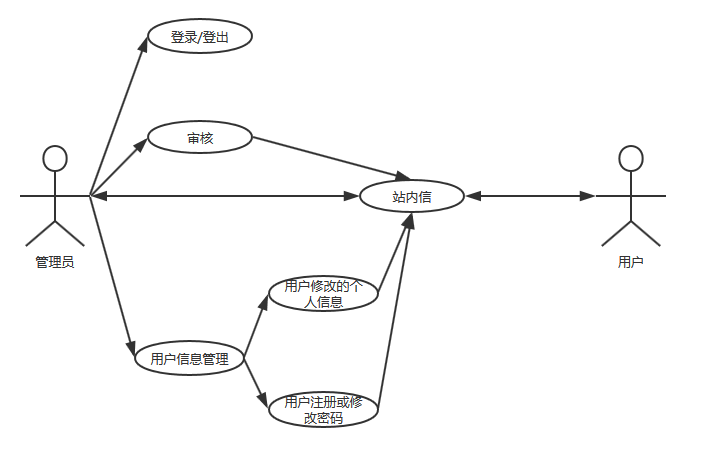 登录/登出
审核
站内信
管理员
用户
用户修改的个
人信息
用户信息管理
用户注册或修
改密码